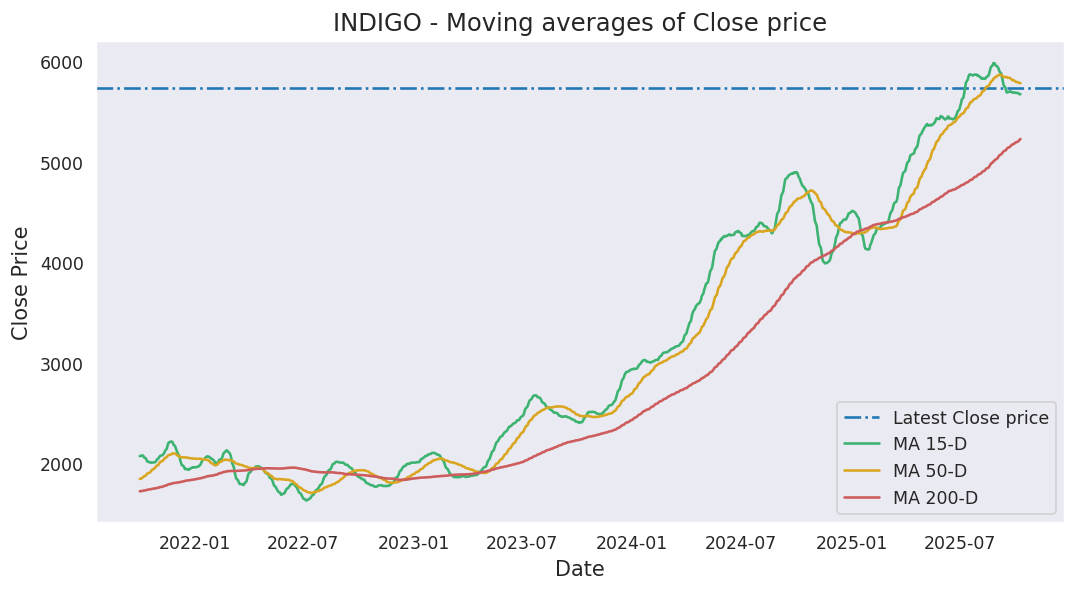 INDIGO - Moving averages of Close price
Close Price
6000
5000
4000
3000
2000
Latest Close price
MA 15-D
MA 50-D
MA 200-D
2022-01 2022-07 2023-01 2023-07 2024-01 2024-07 2025-01 2025-07
Date